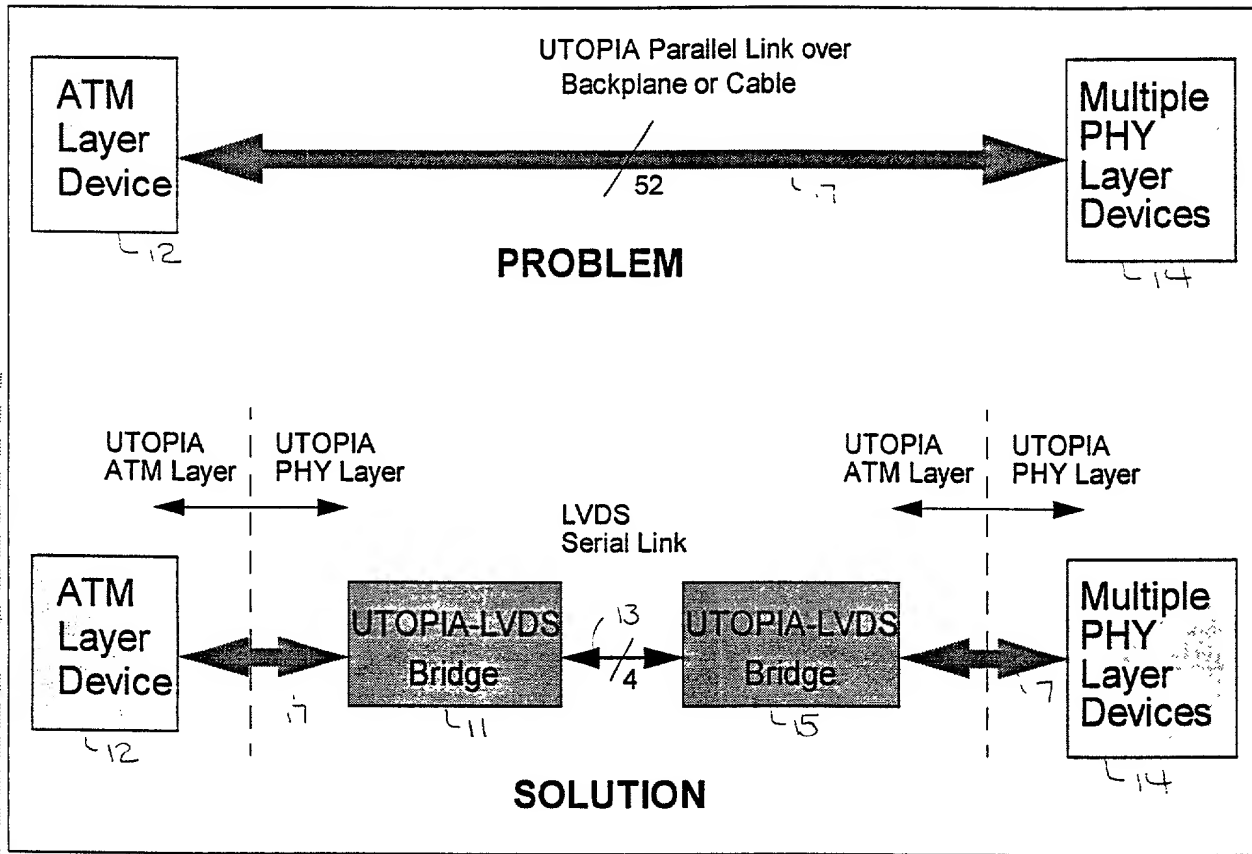 UTOPIA Parallel Link over
Backplane or Cable
ATM
Layer
Device
Multiple
PHY
Layer
Devices
52
17
12
14
PROBLEM
UTOPIA
ATM Layer
UTOPIA
PHY Layer
UTOPIA
ATM Layer
UTOPIA
PHY Layer
LVDS
Serial Link
ATM
Layer
Device
UTOPIA-LVDS
Bridge
13
4
UTOPIA-LVDS
Bridge
Multiple
PHY
Layer
Devices
17
11
15
17
12
14
SOLUTION